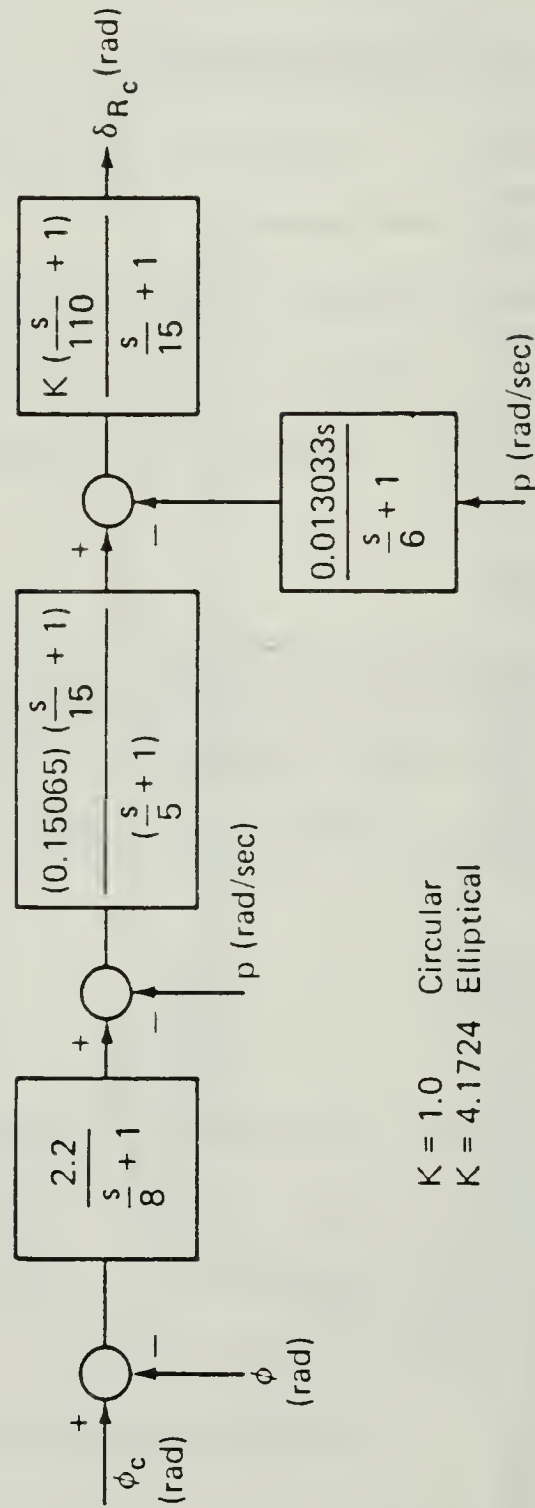 ϕc (rad)
+
−
ϕ (rad)
2.2
s/8 + 1
+
−
p (rad/sec)
(0.15065) (s/15 + 1)
(s/5 + 1)
+
−
0.013033s
s/6 + 1
p (rad/sec)
K (s/110 + 1)
s/15 + 1
δRc (rad)
K = 1.0 Circular
K = 4.1724 Elliptical